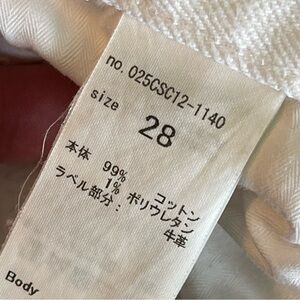 no. 025CSC12-1140
size
28
本体 99% コットン
1% ポリウレタン
ラベル部分： 牛革
Body